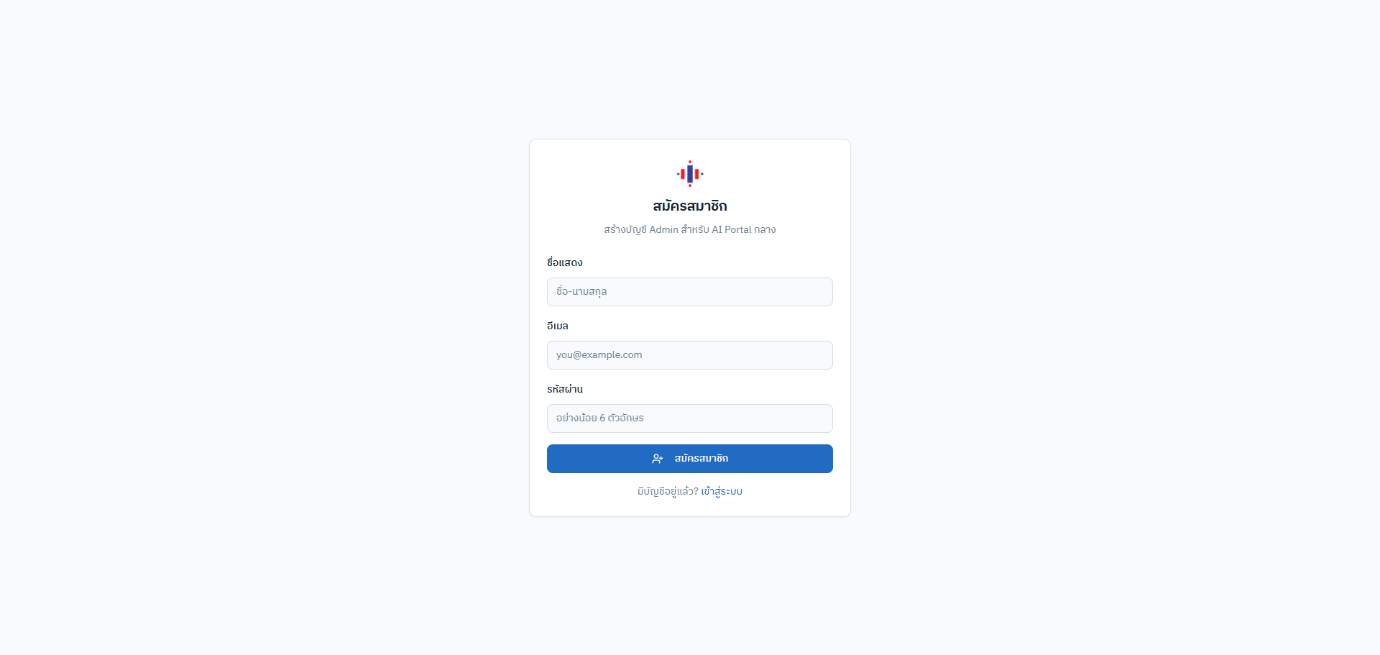 สมัครสมาชิก
สร้างบัญชี Admin สำหรับ AI Portal กลาง
ชื่อแสดง
ชื่อ-นามสกุล
อีเมล
you@example.com
รหัสผ่าน
อย่างน้อย 6 ตัวอักษร
สมัครสมาชิก
มีบัญชีอยู่แล้ว? เข้าสู่ระบบ